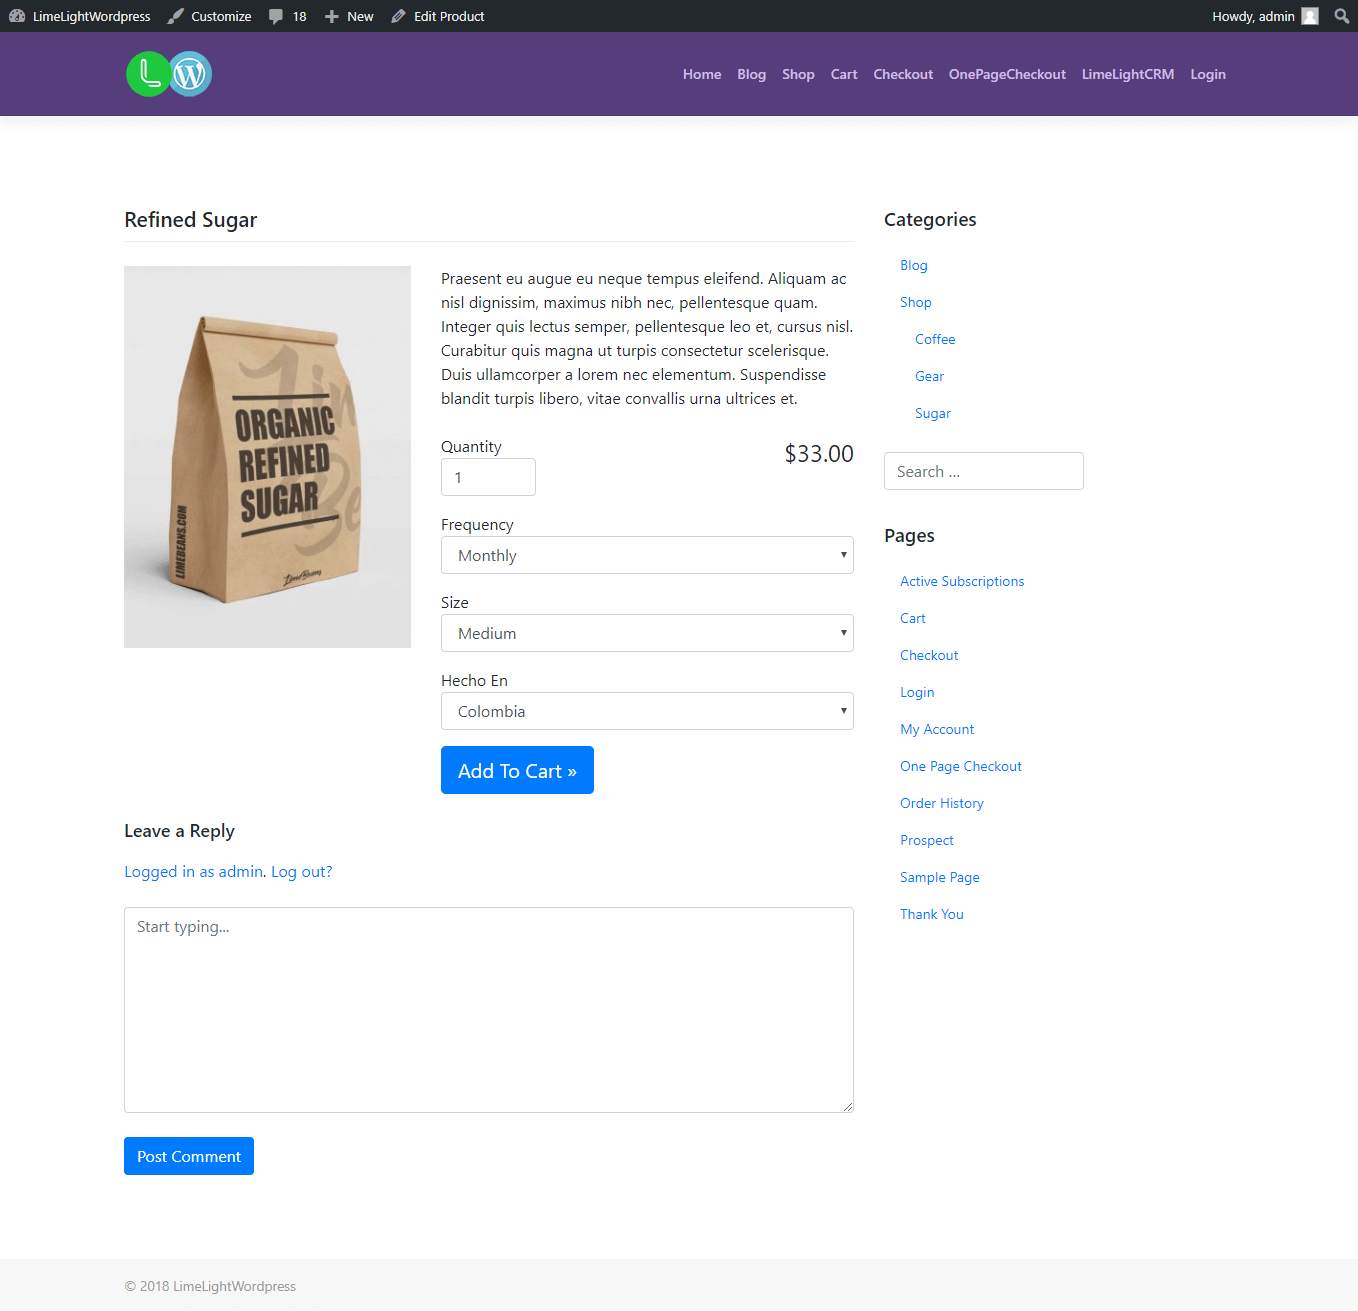 LimeLightWordpress Customize 18 New Edit Product Howdy, admin
L W
Home Blog Shop Cart Checkout OnePageCheckout LimeLightCRM Login
Refined Sugar
ORGANIC
REFINED
SUGAR
LIMEBEANS.COM
Lime Beans
Praesent eu augue eu neque tempus eleifend. Aliquam ac
nisl dignissim, maximus nibh nec, pellentesque quam.
Integer quis lectus semper, pellentesque leo et, cursus nisl.
Curabitur quis magna ut turpis consectetur scelerisque.
Duis ullamcorper a lorem nec elementum. Suspendisse
blandit turpis libero, vitae convallis urna ultrices et.
Quantity
$33.00
1
Frequency
Monthly
Size
Medium
Hecho En
Colombia
Add To Cart »
Leave a Reply
Logged in as admin. Log out?
Start typing...
Post Comment
Categories
Blog
Shop
Coffee
Gear
Sugar
Search ...
Pages
Active Subscriptions
Cart
Checkout
Login
My Account
One Page Checkout
Order History
Prospect
Sample Page
Thank You
© 2018 LimeLightWordpress